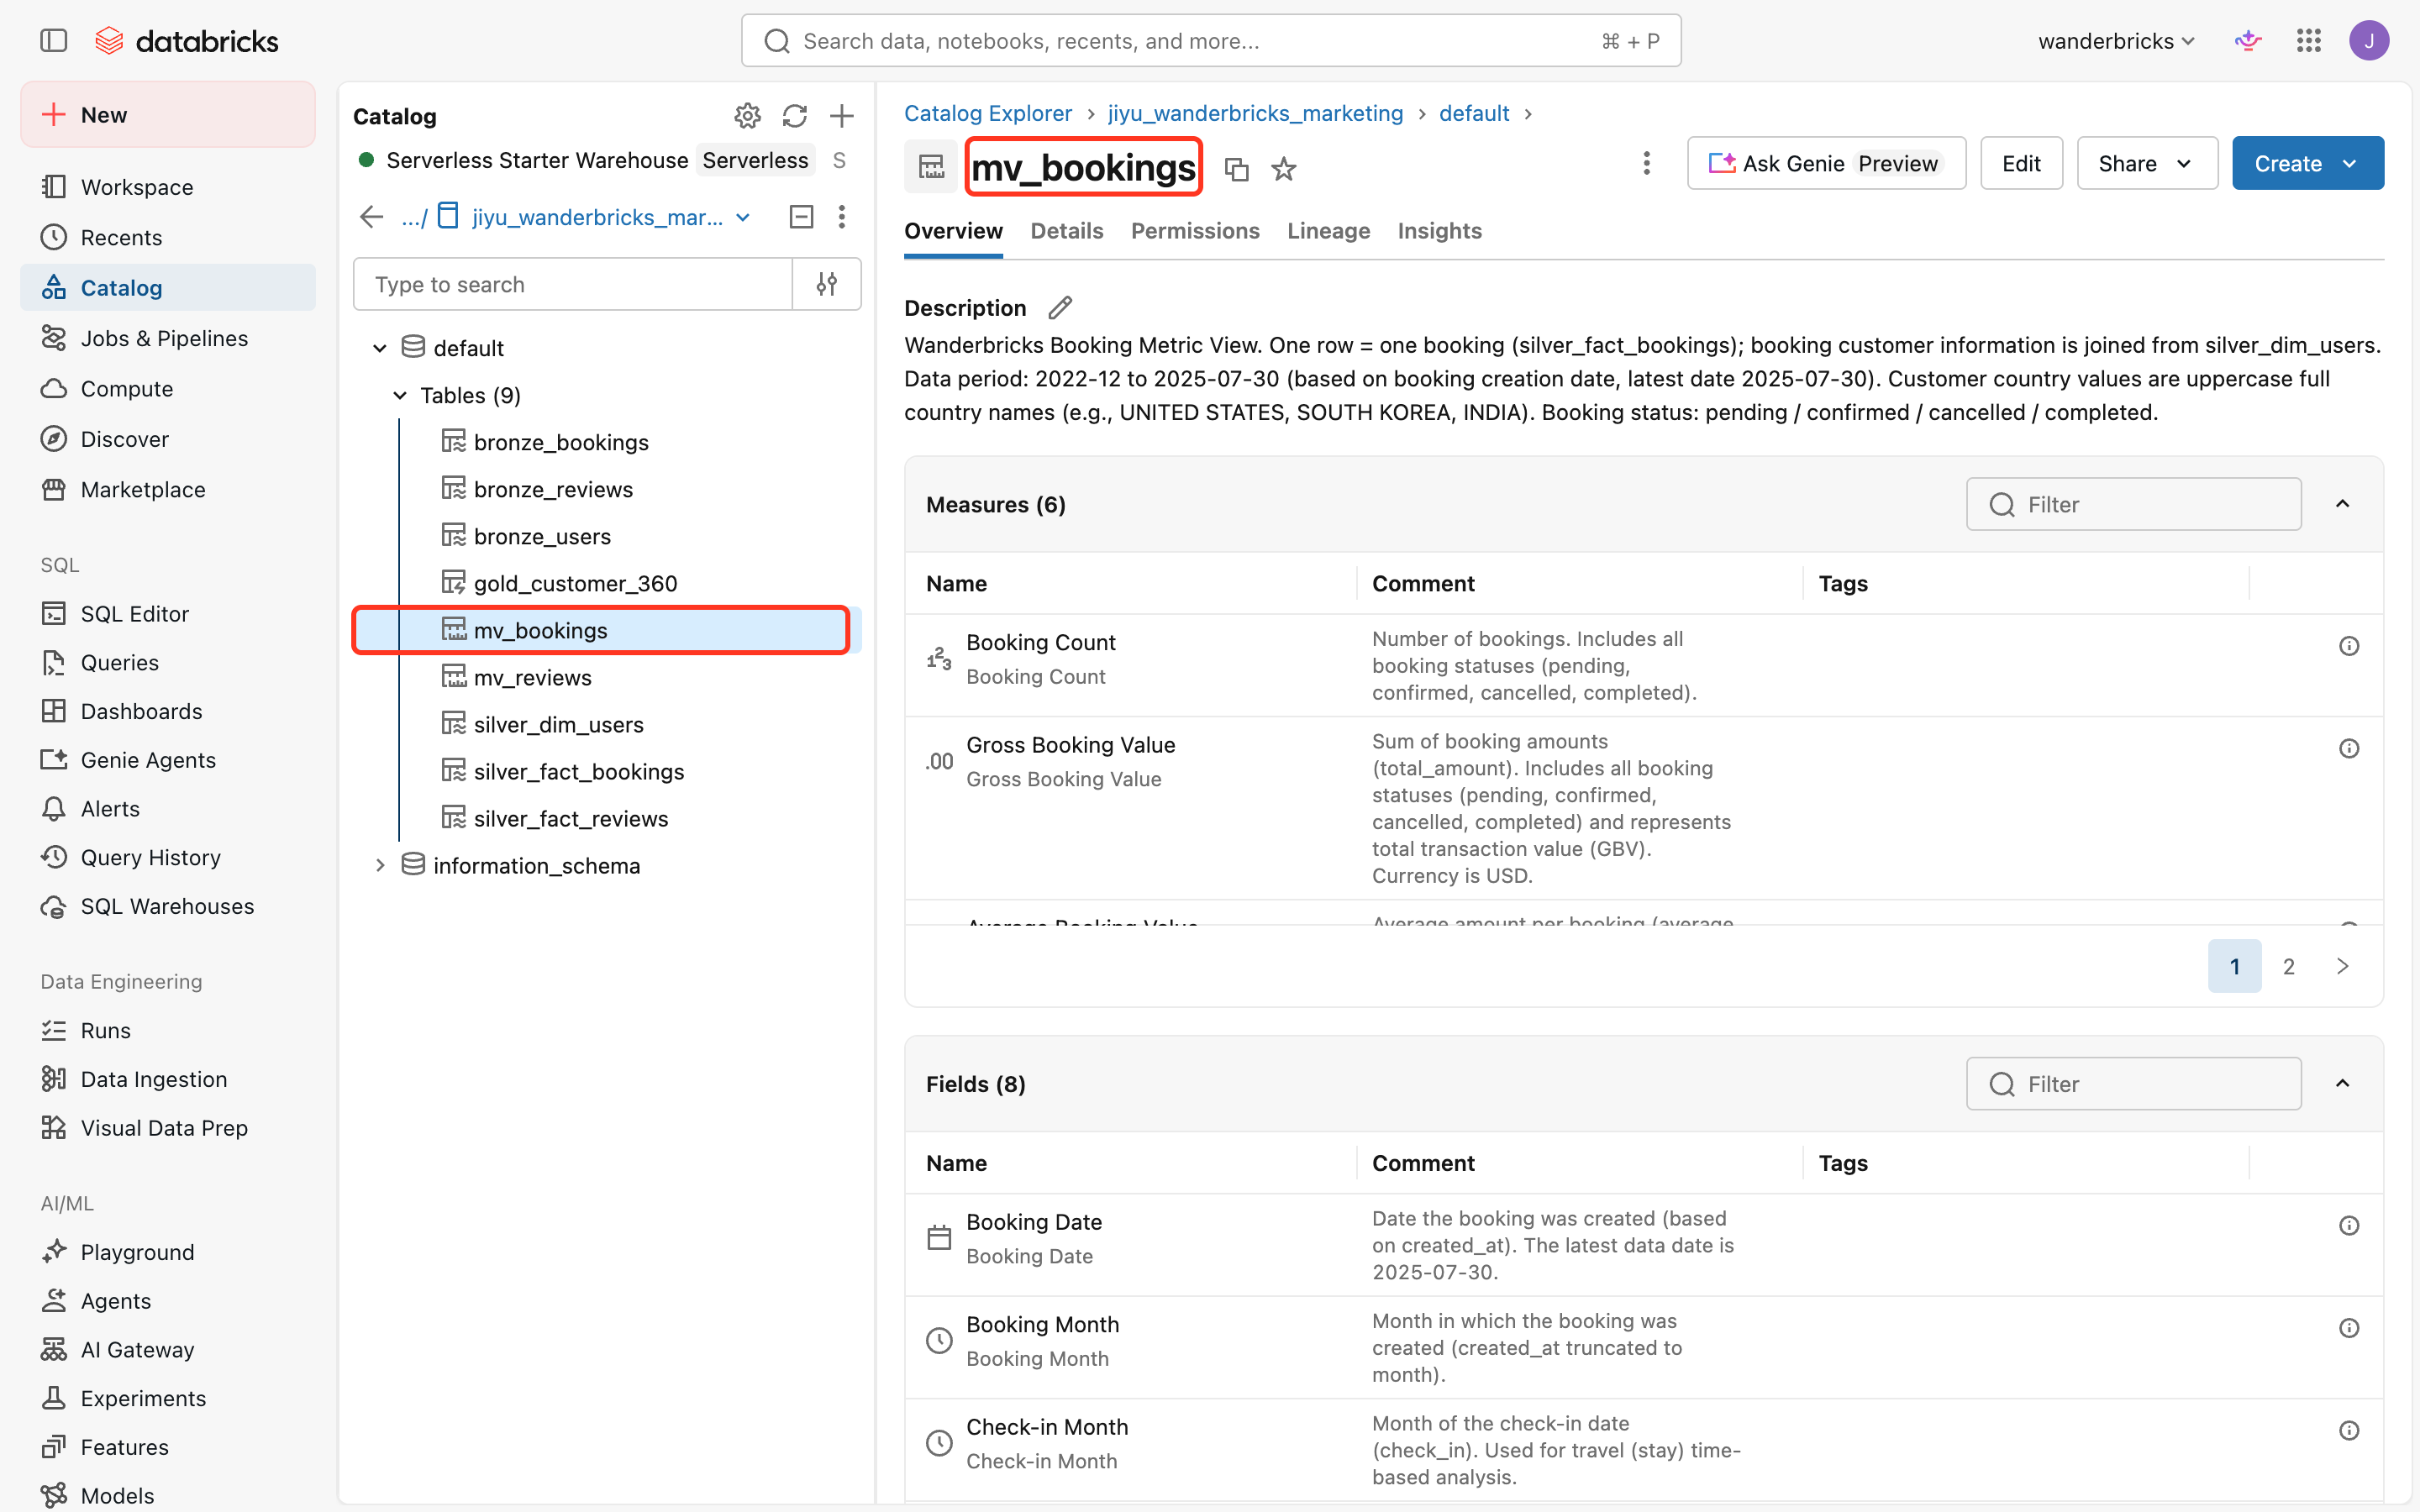 databricks
Search data, notebooks, recents, and more...
⌘ + P
wanderbricks
J
New
Workspace
Recents
Catalog
Jobs & Pipelines
Compute
Discover
Marketplace
SQL
SQL Editor
Queries
Dashboards
Genie Agents
Alerts
Query History
SQL Warehouses
Data Engineering
Runs
Data Ingestion
Visual Data Prep
AI/ML
Playground
Agents
AI Gateway
Experiments
Features
Models
Catalog
Serverless Starter Warehouse Serverless S
.../ jiyu_wanderbricks_mar...
Type to search
default
Tables (9)
bronze_bookings
bronze_reviews
bronze_users
gold_customer_360
mv_bookings
mv_reviews
silver_dim_users
silver_fact_bookings
silver_fact_reviews
information_schema
Catalog Explorer › jiyu_wanderbricks_marketing › default ›
mv_bookings
Ask Genie Preview
Edit
Share
Create
Overview Details Permissions Lineage Insights
Description
Wanderbricks Booking Metric View. One row = one booking (silver_fact_bookings); booking customer information is joined from silver_dim_users.
Data period: 2022-12 to 2025-07-30 (based on booking creation date, latest date 2025-07-30). Customer country values are uppercase full
country names (e.g., UNITED STATES, SOUTH KOREA, INDIA). Booking status: pending / confirmed / cancelled / completed.
Measures (6)
Filter
Name Comment Tags
123
Booking Count
Booking Count
Number of bookings. Includes all
booking statuses (pending,
confirmed, cancelled, completed).
.00
Gross Booking Value
Gross Booking Value
Sum of booking amounts
(total_amount). Includes all booking
statuses (pending, confirmed,
cancelled, completed) and represents
total transaction value (GBV).
Currency is USD.
Average Booking Value
Average amount per booking (average
1 2
Fields (8)
Filter
Name Comment Tags
Booking Date
Booking Date
Date the booking was created (based
on created_at). The latest data date is
2025-07-30.
Booking Month
Booking Month
Month in which the booking was
created (created_at truncated to
month).
Check-in Month
Check-in Month
Month of the check-in date
(check_in). Used for travel (stay) time-
based analysis.